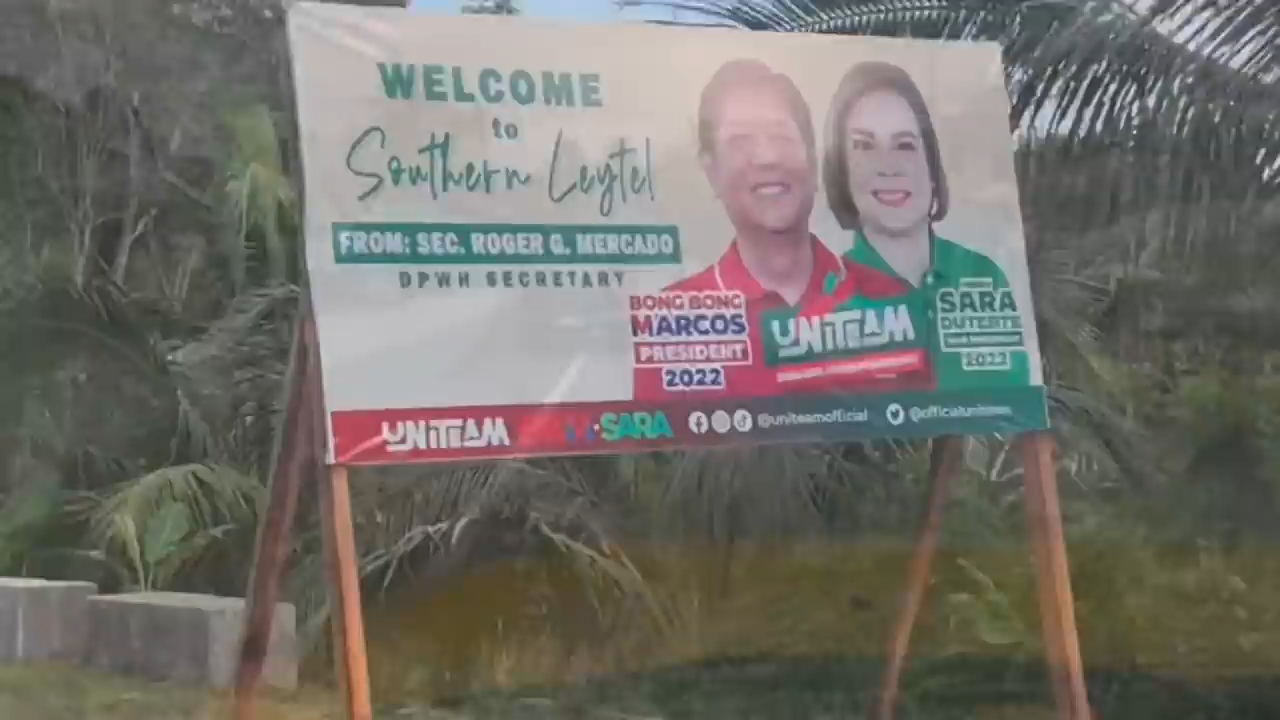 WELCOME
to
Southern Leyte!
FROM: SEC. ROGER G. MERCADO
DPWH SECRETARY
BONG BONG
MARCOS
PRESIDENT
2022
UNITEAM
SARA
DUTERTE
2022
UNITEAM
SARA
@uniteamofficial
@officialuniteam